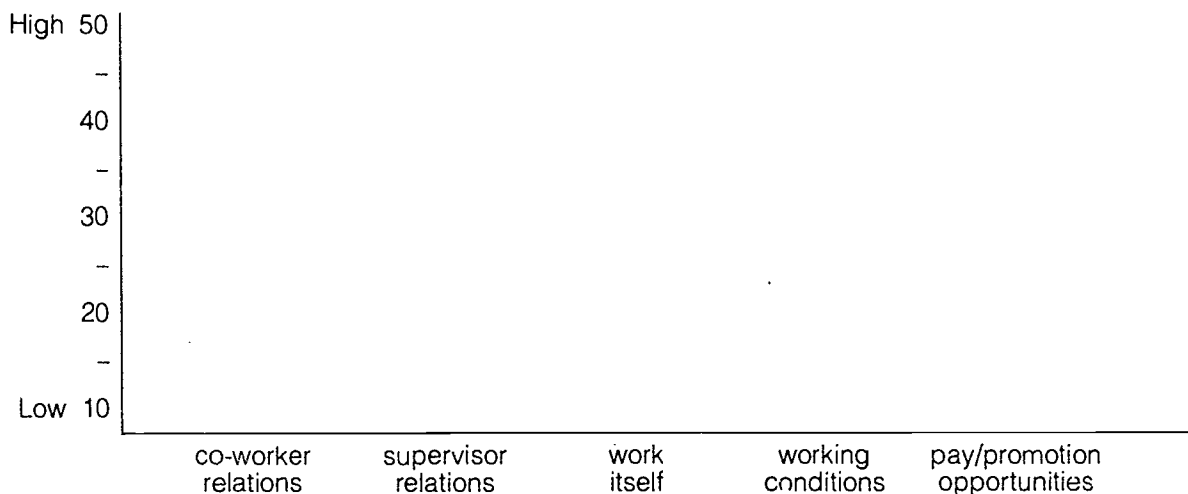 High 50
–
40
–
30
–
20
–
Low 10
co-worker relations
supervisor relations
work itself
working conditions
pay/promotion opportunities